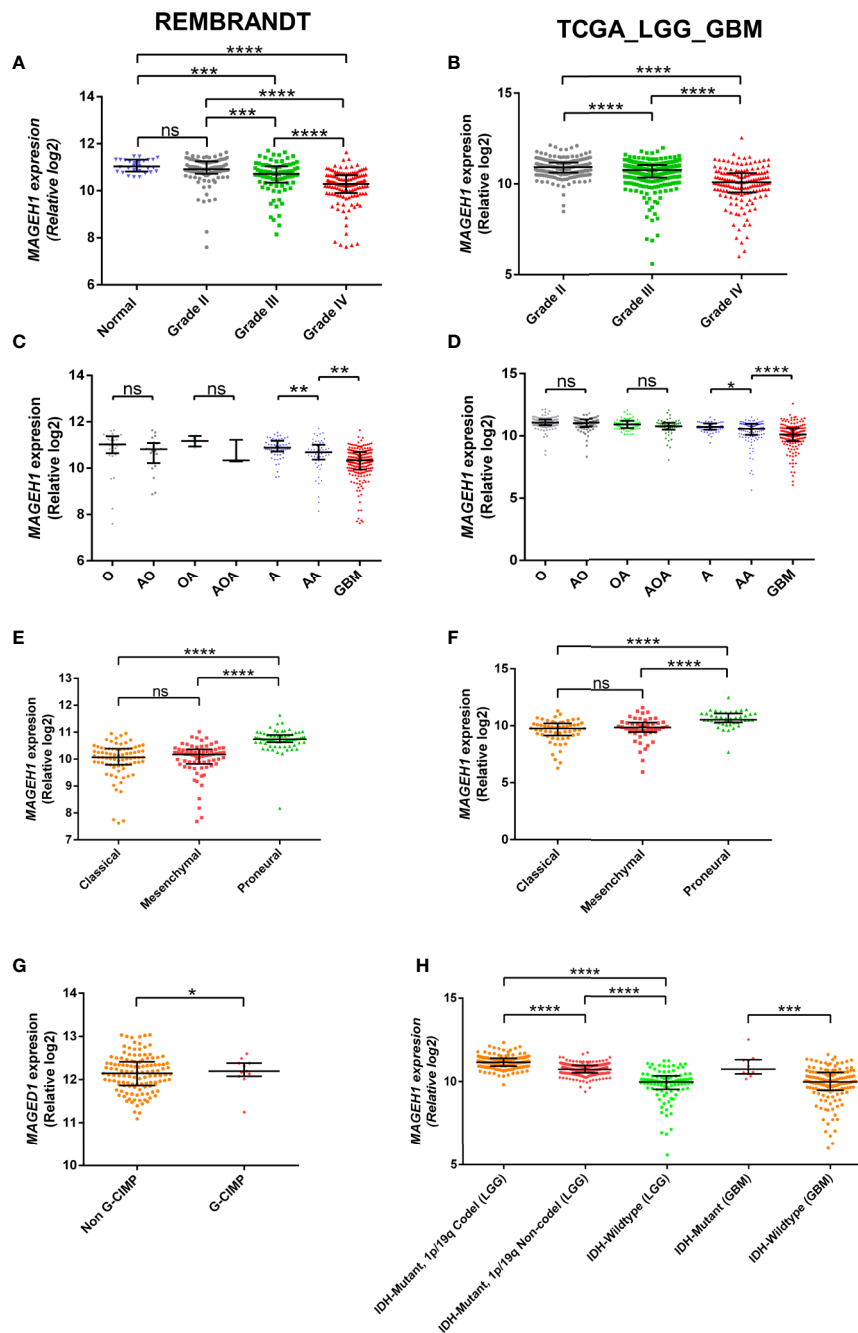 REMBRANDT
TCGA_LGG_GBM
A
****
***
****
***
****
ns
MAGEH1 expresion
(Relative log2)
14
12
10
8
6
Normal
Grade II
Grade III
Grade IV
B
****
****
****
MAGEH1 expresion
(Relative log2)
15
10
5
Grade II
Grade III
Grade IV
C
ns
ns
**
**
MAGEH1 expresion
(Relative log2)
14
12
10
8
6
O
AO
OA
AOA
A
AA
GBM
D
ns
ns
*
****
MAGEH1 expresion
(Relative log2)
15
10
5
0
O
AO
OA
AOA
A
AA
GBM
E
****
****
ns
MAGEH1 expresion
(Relative log2)
13
12
11
10
9
8
7
Classical
Mesenchymal
Proneural
F
****
****
ns
MAGEH1 expresion
(Relative log2)
15
10
5
0
Classical
Mesenchymal
Proneural
G
*
MAGED1 expresion
(Relative log2)
14
13
12
11
10
Non G-CIMP
G-CIMP
H
****
****
****
***
MAGEH1 expresion
(Relative log2)
15
10
5
IDH-Mutant, 1p/19q Codel (LGG)
IDH-Mutant, 1p/19q Non-codel (LGG)
IDH-Wildtype (LGG)
IDH-Mutant (GBM)
IDH-Wildtype (GBM)